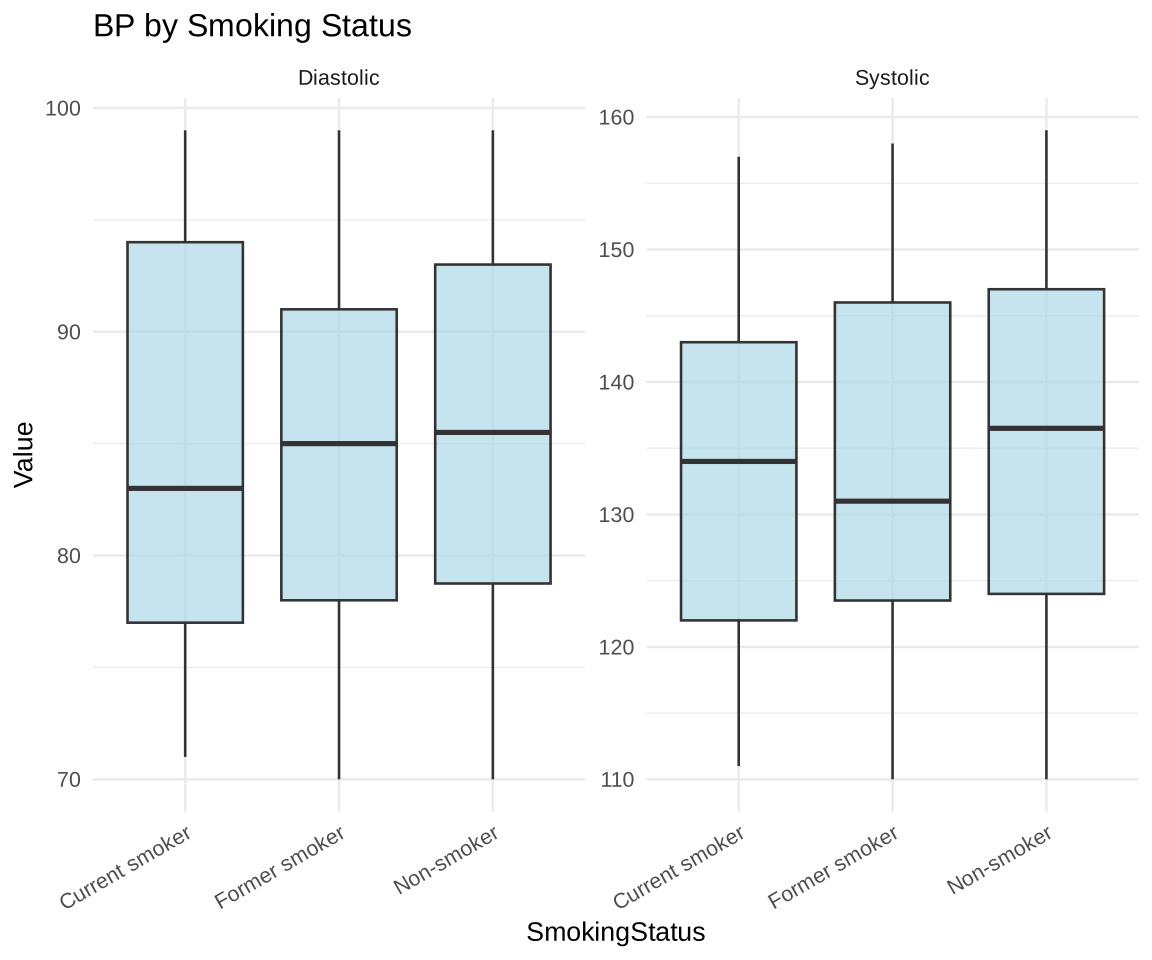 BP by Smoking Status
Diastolic
Systolic
Value
100
90
80
70
160
150
140
130
120
110
Current smoker
Former smoker
Non-smoker
Current smoker
Former smoker
Non-smoker
SmokingStatus